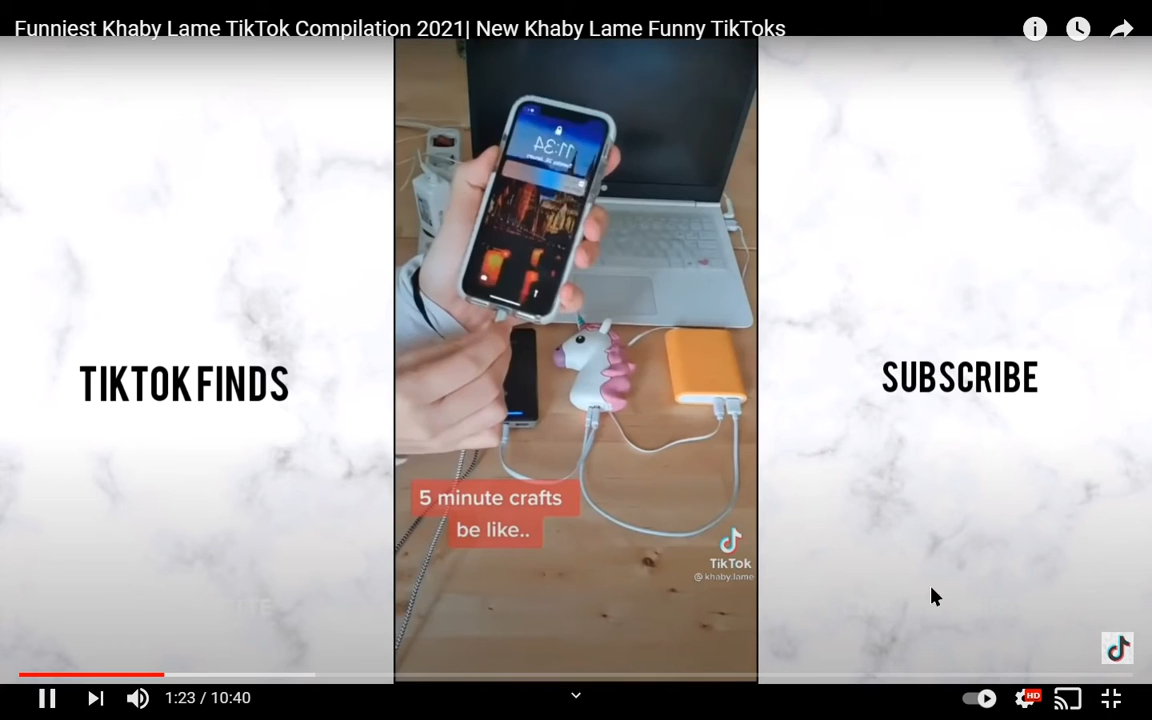 Funniest Khaby Lame TikTok Compilation 2021| New Khaby Lame Funny TikToks
11:34
TIKTOK FINDS
SUBSCRIBE
5 minute crafts
be like..
TikTok
@khaby.lame
1:23 / 10:40
HD